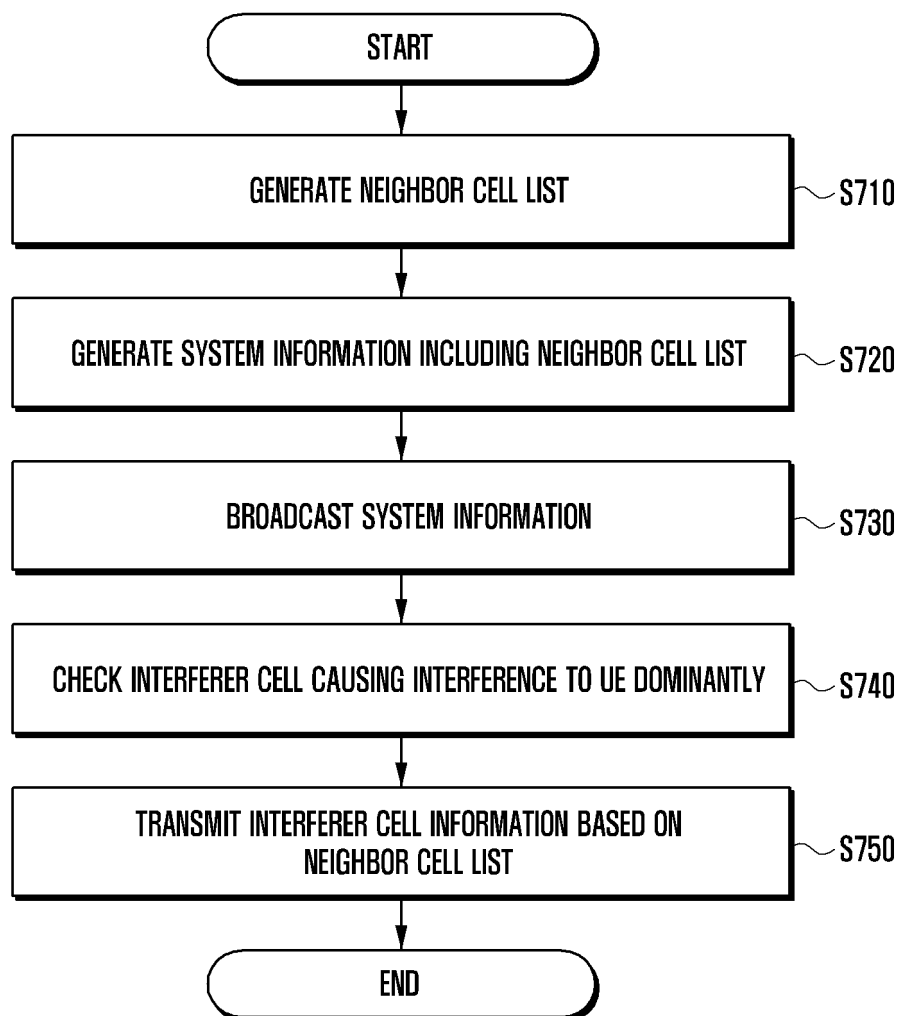 START
GENERATE NEIGHBOR CELL LIST
S710
GENERATE SYSTEM INFORMATION INCLUDING NEIGHBOR CELL LIST
S720
BROADCAST SYSTEM INFORMATION
S730
CHECK INTERFERER CELL CAUSING INTERFERENCE TO UE DOMINANTLY
S740
TRANSMIT INTERFERER CELL INFORMATION BASED ON
NEIGHBOR CELL LIST
S750
END